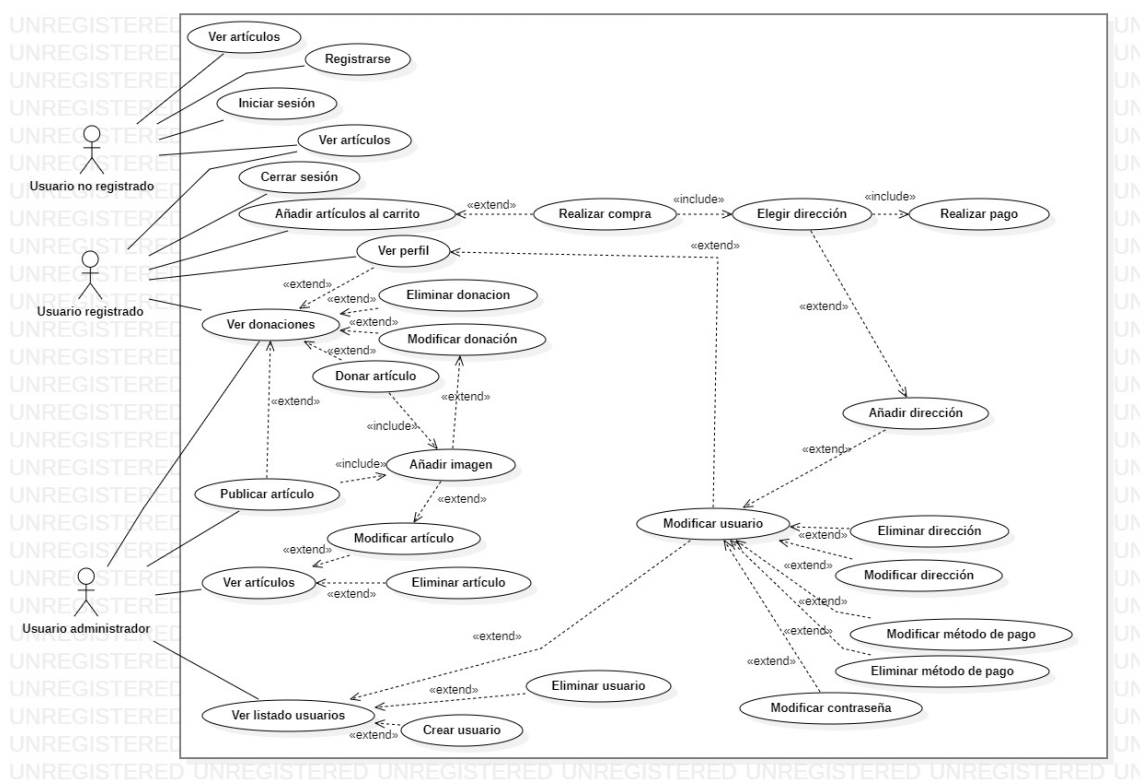 UNREGISTERED
Ver artículos
Registrarse
Iniciar sesión
Ver artículos
Usuario no registrado
Cerrar sesión
Añadir artículos al carrito
«extend»
Realizar compra
«include»
Elegir dirección
«include»
Realizar pago
Ver perfil
«extend»
«extend»
Eliminar donacion
«extend»
Usuario registrado
Ver donaciones
«extend»
Modificar donación
«extend»
«extend»
Donar artículo
«extend»
«extend»
Añadir dirección
«include»
«extend»
«include»
Añadir imagen
Publicar artículo
«extend»
Modificar usuario
Eliminar dirección
«extend»
Modificar artículo
«extend»
«extend»
Modificar dirección
Ver artículos
Eliminar artículo
«extend»
«extend»
Usuario administrador
«extend»
«extend»
Modificar método de pago
«extend»
Eliminar método de pago
Eliminar usuario
«extend»
Modificar contraseña
Ver listado usuarios
Crear usuario
«extend»
UNREGISTERED UNREGISTERED UNREGISTERED UNREGISTERED UNREGISTERED UNREGISTERED UN